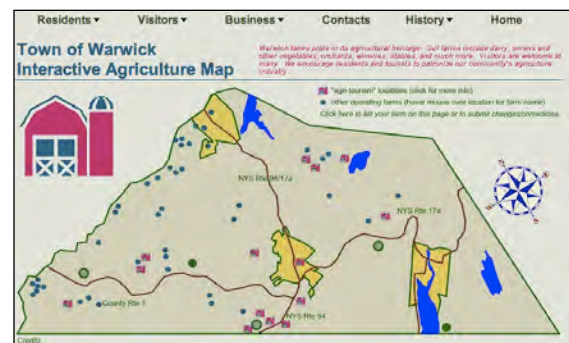 Residents ▾ Visitors ▾ Business ▾ Contacts History ▾ Home
Town of Warwick
Interactive Agriculture Map
Warwick takes pride in its agricultural heritage. Our farms include dairy, onions and
other vegetables, orchards, wineries, stables, and much more. Visitors are welcome at
many. We encourage residents and tourists to patronize our community's agriculture
industry.
"agri-tourism" locations (click for more info)
other operating farms (hover mouse over location for farm name)
Click here to list your farm on this page or to submit changes/corrections.
NYS Rte 94/17a
NYS Rte 17a
County Rte 1
NYS Rte 94
Credits